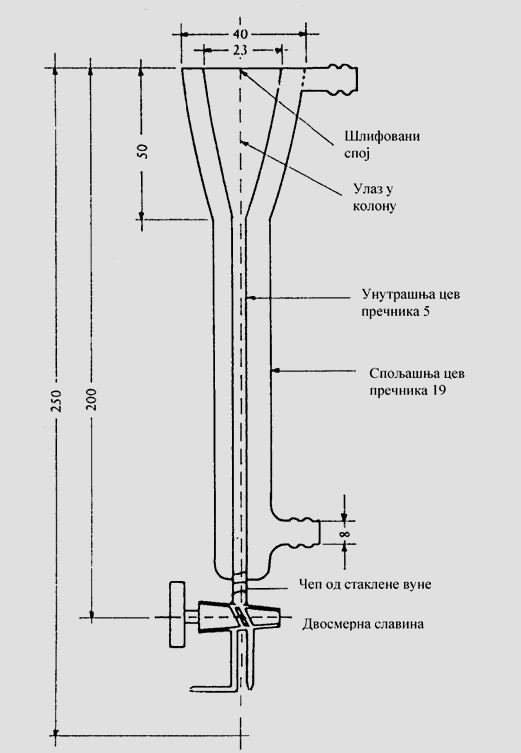 40
23
Шлифовани
спој
50
Улаз у
колону
Унутрашња цев
пречника 5
Спољашња цев
пречника 19
250
200
8
Чеп од стаклене вуне
Двосмерна славина